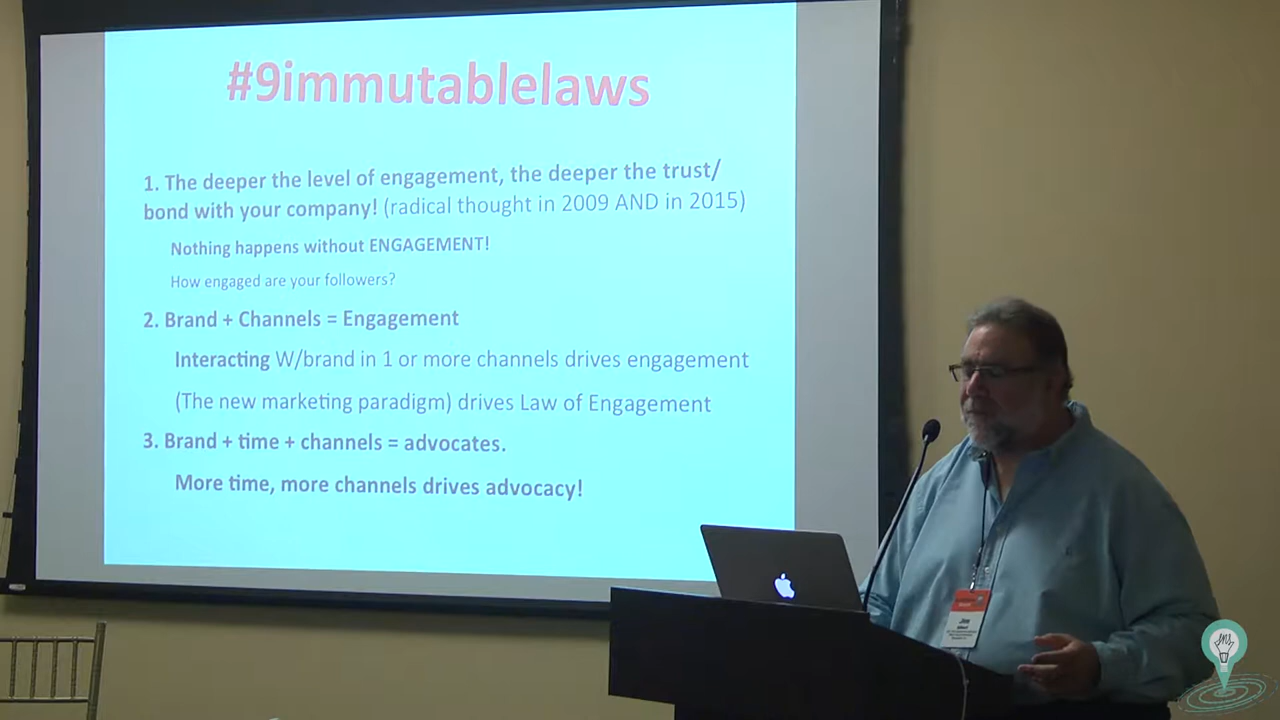 #9immutablelaws
1. The deeper the level of engagement, the deeper the trust/
bond with your company! (radical thought in 2009 AND in 2015)
Nothing happens without ENGAGEMENT!
How engaged are your followers?
2. Brand + Channels = Engagement
Interacting W/brand in 1 or more channels drives engagement
(The new marketing paradigm) drives Law of Engagement
3. Brand + time + channels = advocates.
More time, more channels drives advocacy!